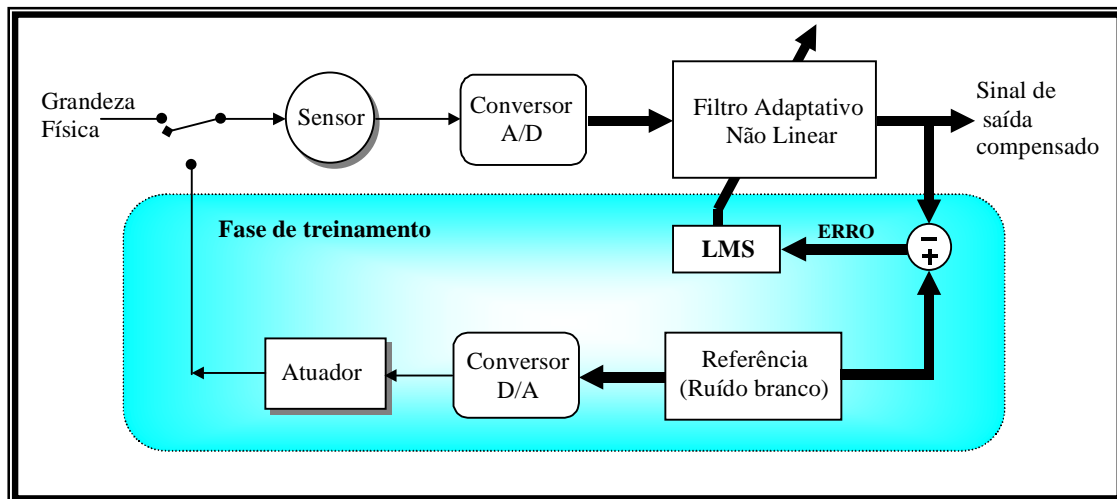 Grandeza
Física
Sensor
Conversor
A/D
Filtro Adaptativo
Não Linear
Sinal de
saída
compensado
Fase de treinamento
LMS
ERRO
−
+
Atuador
Conversor
D/A
Referência
(Ruído branco)